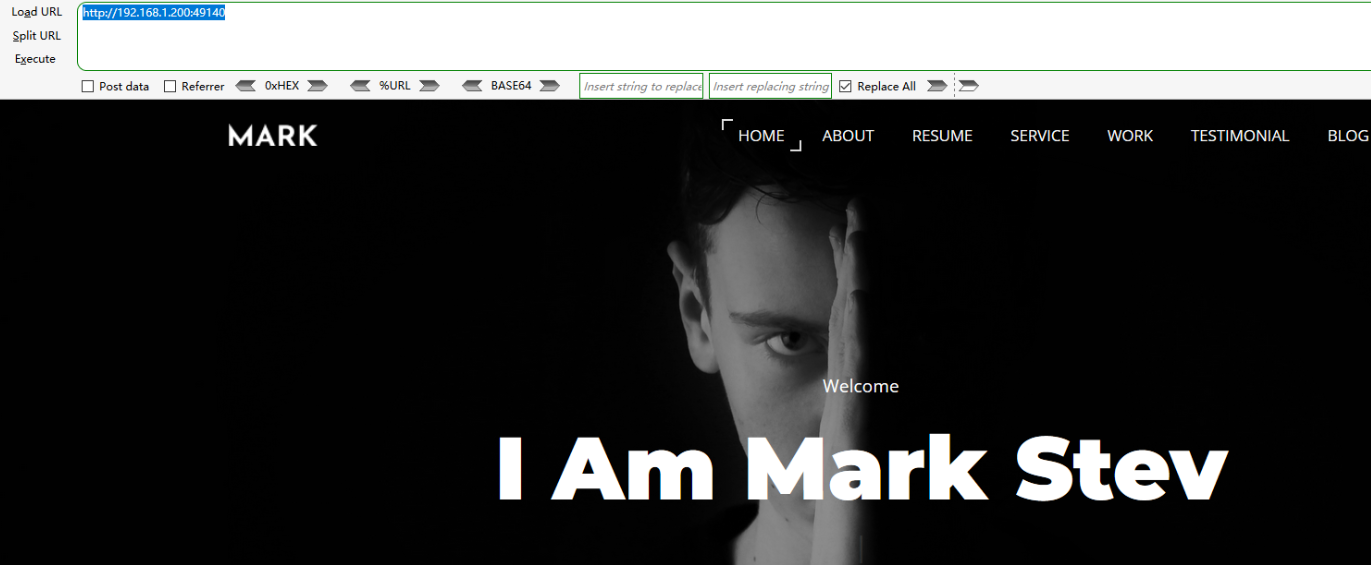 Load URL
http://192.168.1.200:49140
Split URL
Execute
Post data Referrer 0xHEX %URL BASE64 Insert string to replace Insert replacing string Replace All
MARK HOME ABOUT RESUME SERVICE WORK TESTIMONIAL BLOG
Welcome
I Am Mark Stev